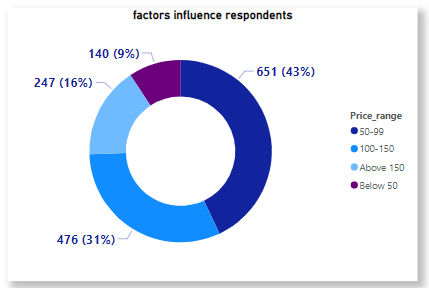 factors influence respondents
140 (9%)
651 (43%)
247 (16%)
476 (31%)
Price_range
50-99
100-150
Above 150
Below 50